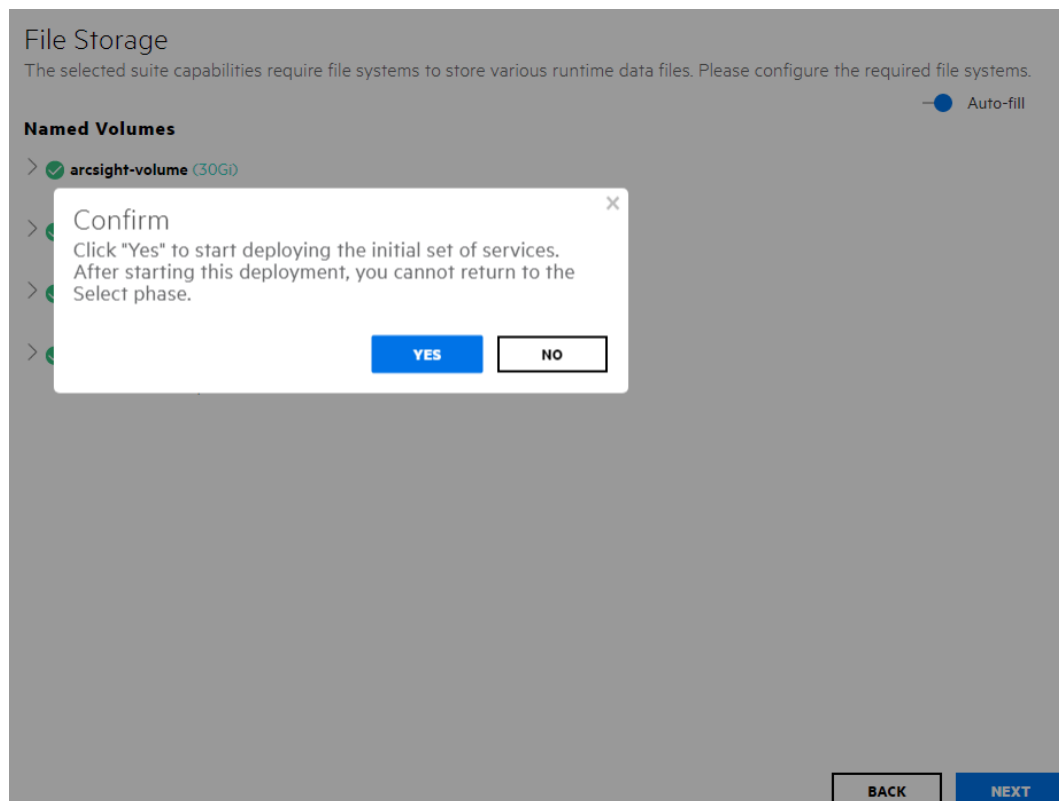 File Storage
The selected suite capabilities require file systems to store various runtime data files. Please configure the required file systems.
Auto-fill
Named Volumes
arcsight-volume (30Gi)
Confirm
Click "Yes" to start deploying the initial set of services.
After starting this deployment, you cannot return to the
Select phase.
YES
NO
BACK
NEXT